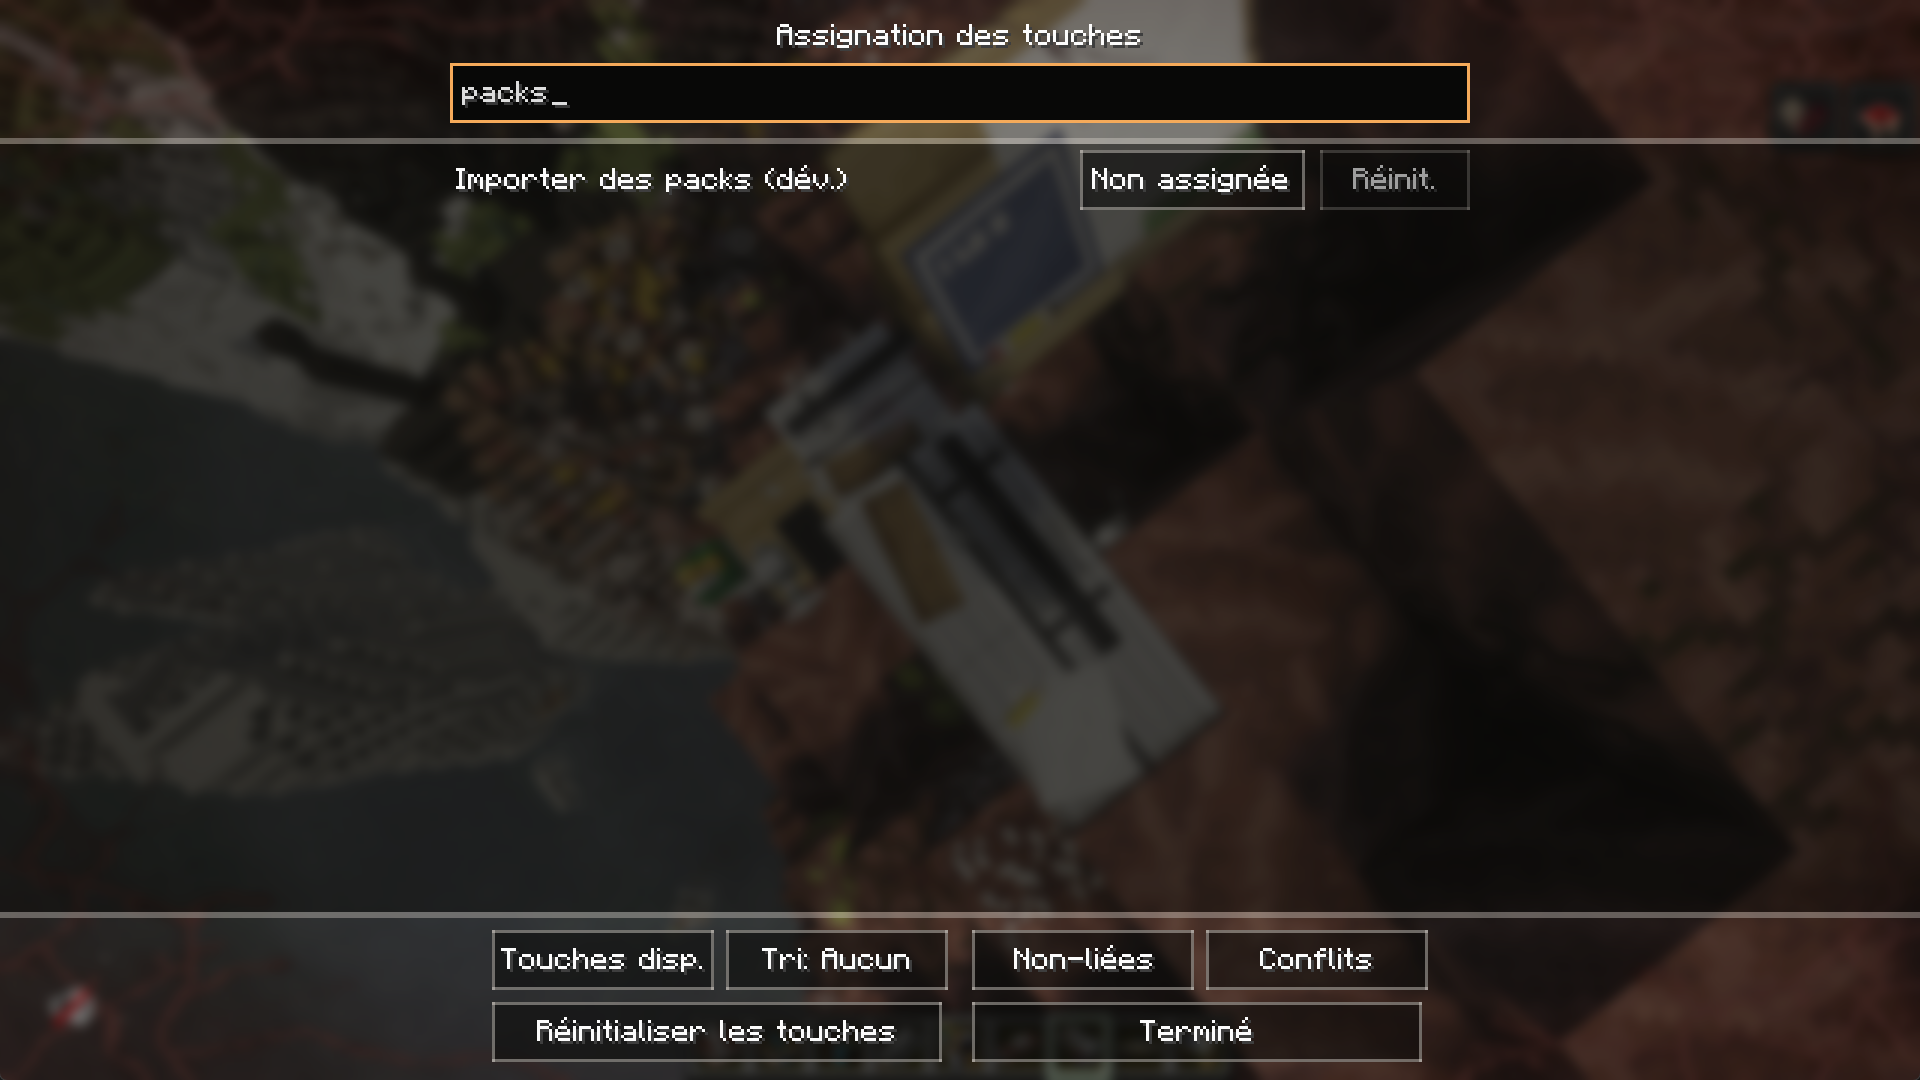 Assignation des touches
packs_
Importer des packs (dév.) Non assignée Réinit.
Touches disp. Tri: Aucun Non-liées Conflits
Réinitialiser les touches Terminé